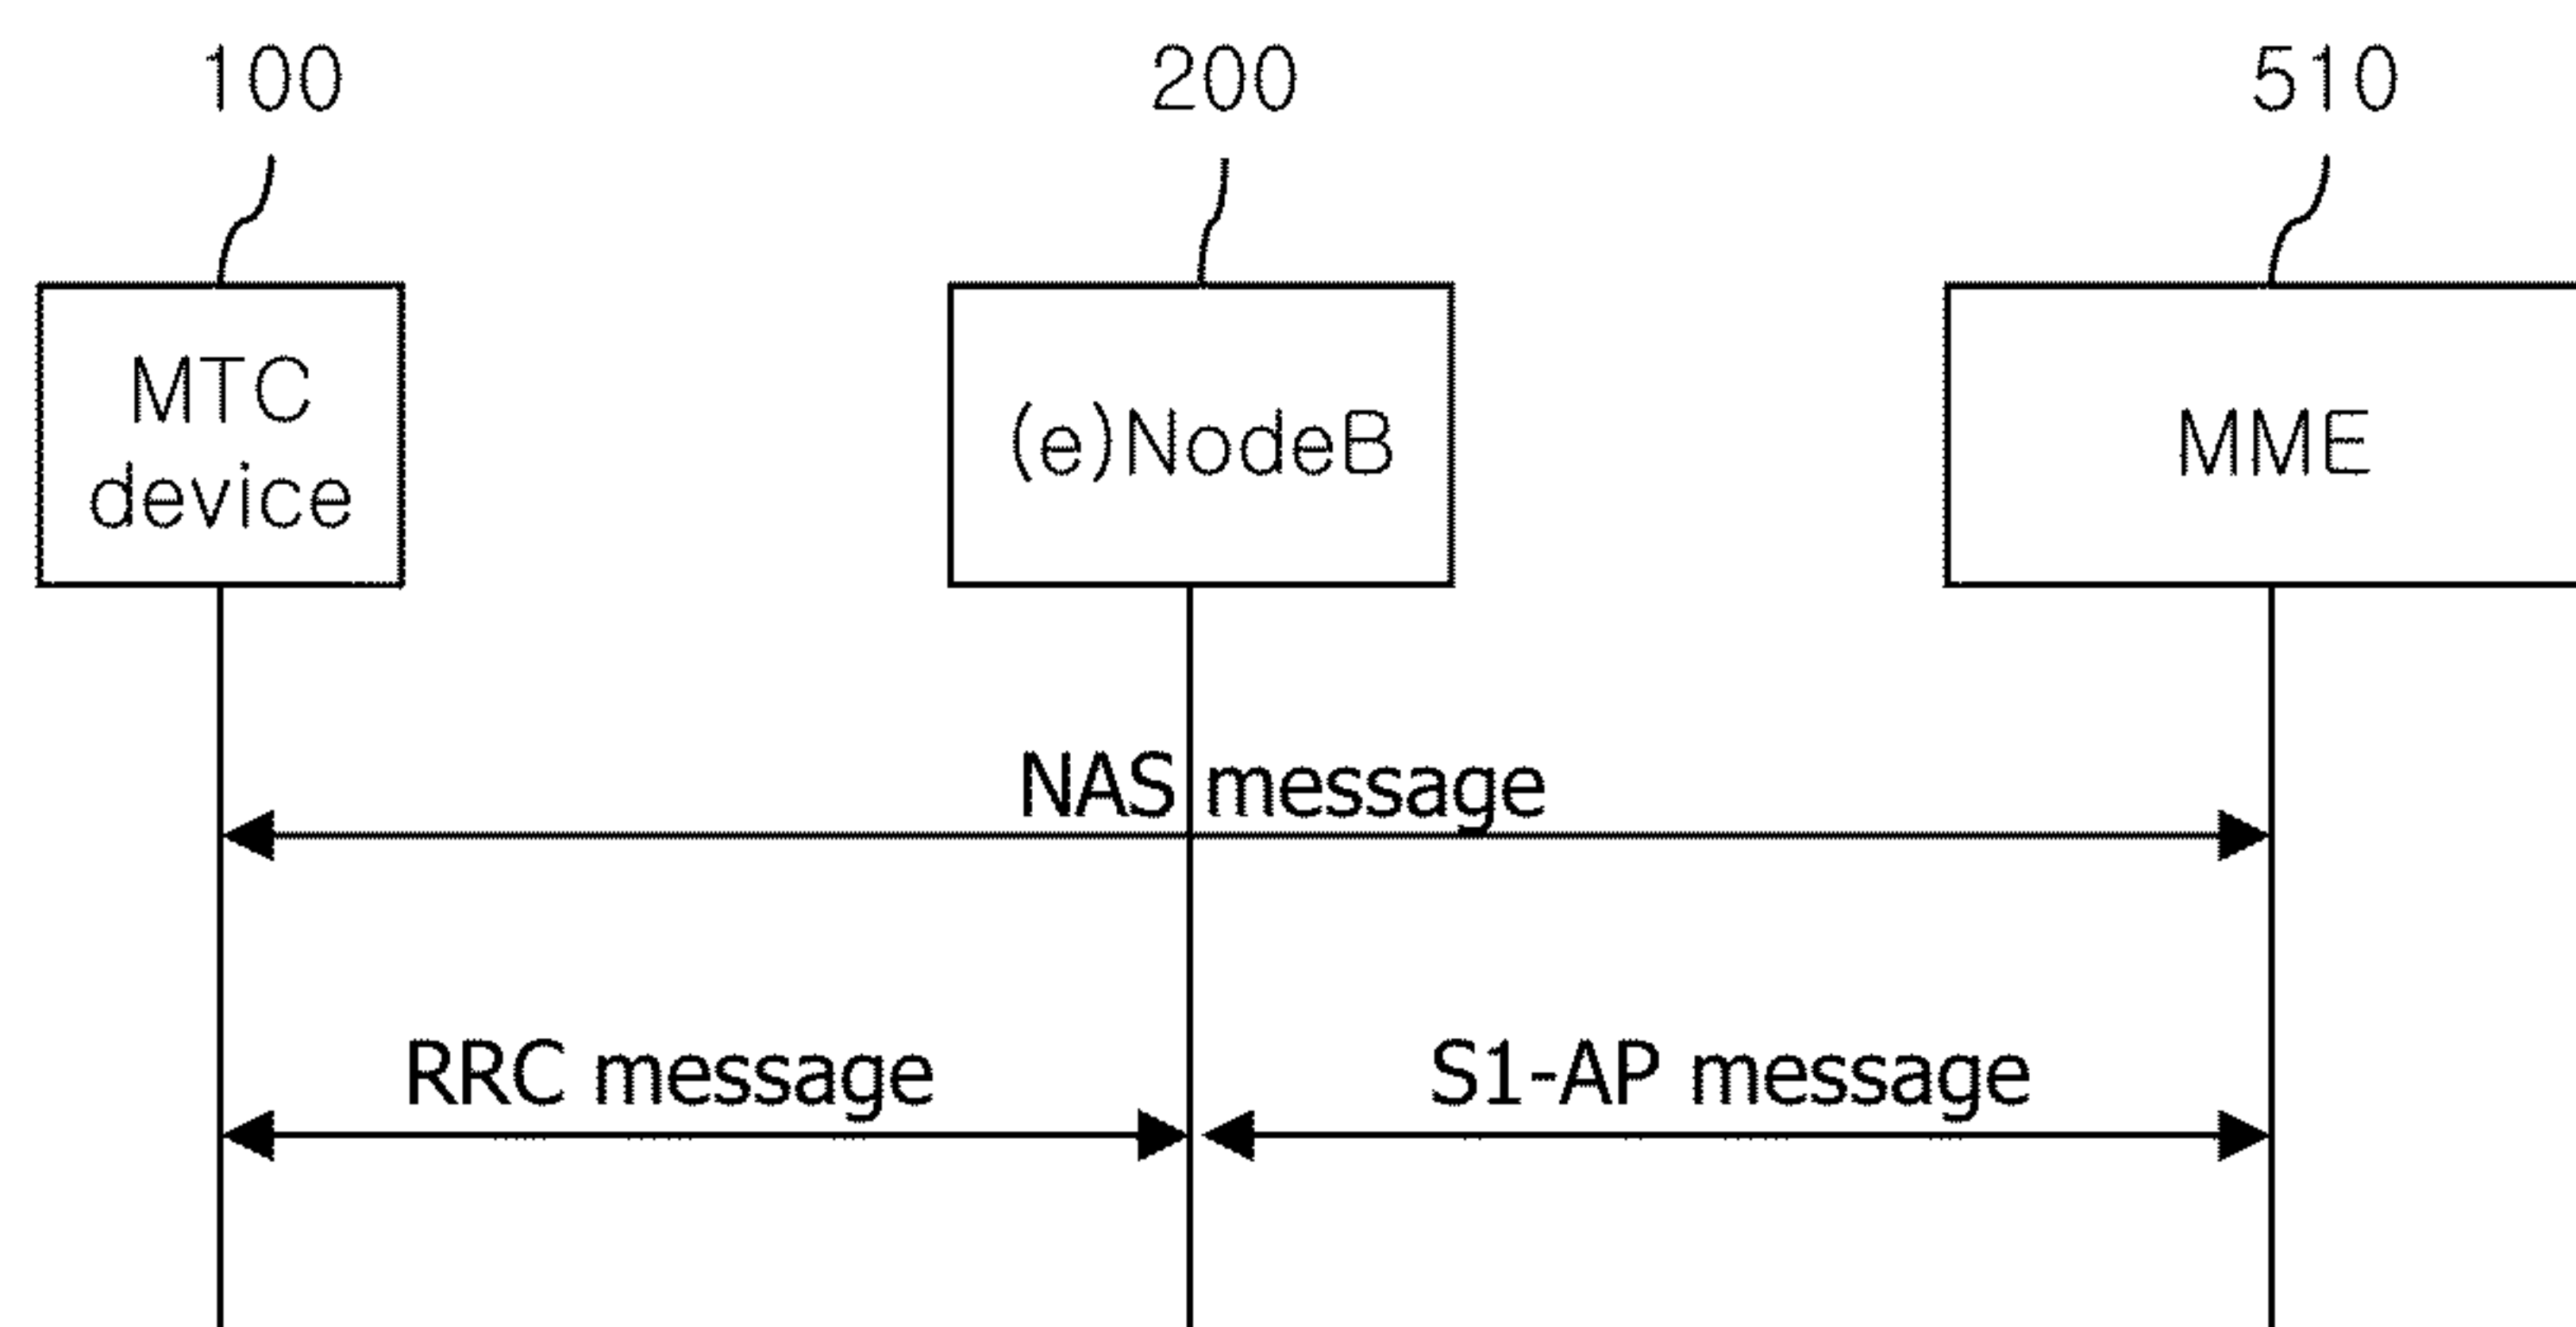 100
200
510
MTC
device
(e)NodeB
MME
NAS message
RRC message
S1-AP message